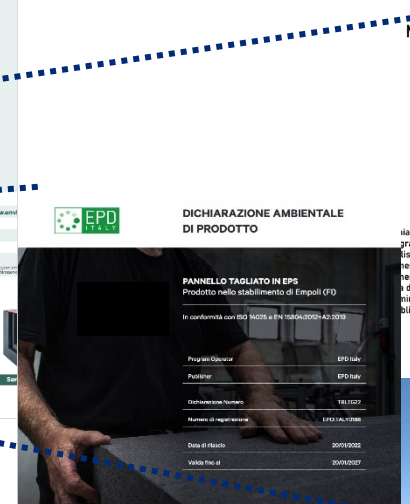 EPD
ITALY
DICHIARAZIONE AMBIENTALE
DI PRODOTTO
PANNELLO TAGLIATO IN EPS
Prodotto nello stabilimento di Empoli (FI)
In conformità con ISO 14025 e EN 15804:2012+A2:2019
Program Operator EPD Italy
Publisher EPD Italy
Dichiarazione Numero TRLTG22
Numero di registrazione EPDITALY0186
Data di rilascio 20/01/2022
Valida fino al 20/01/2027